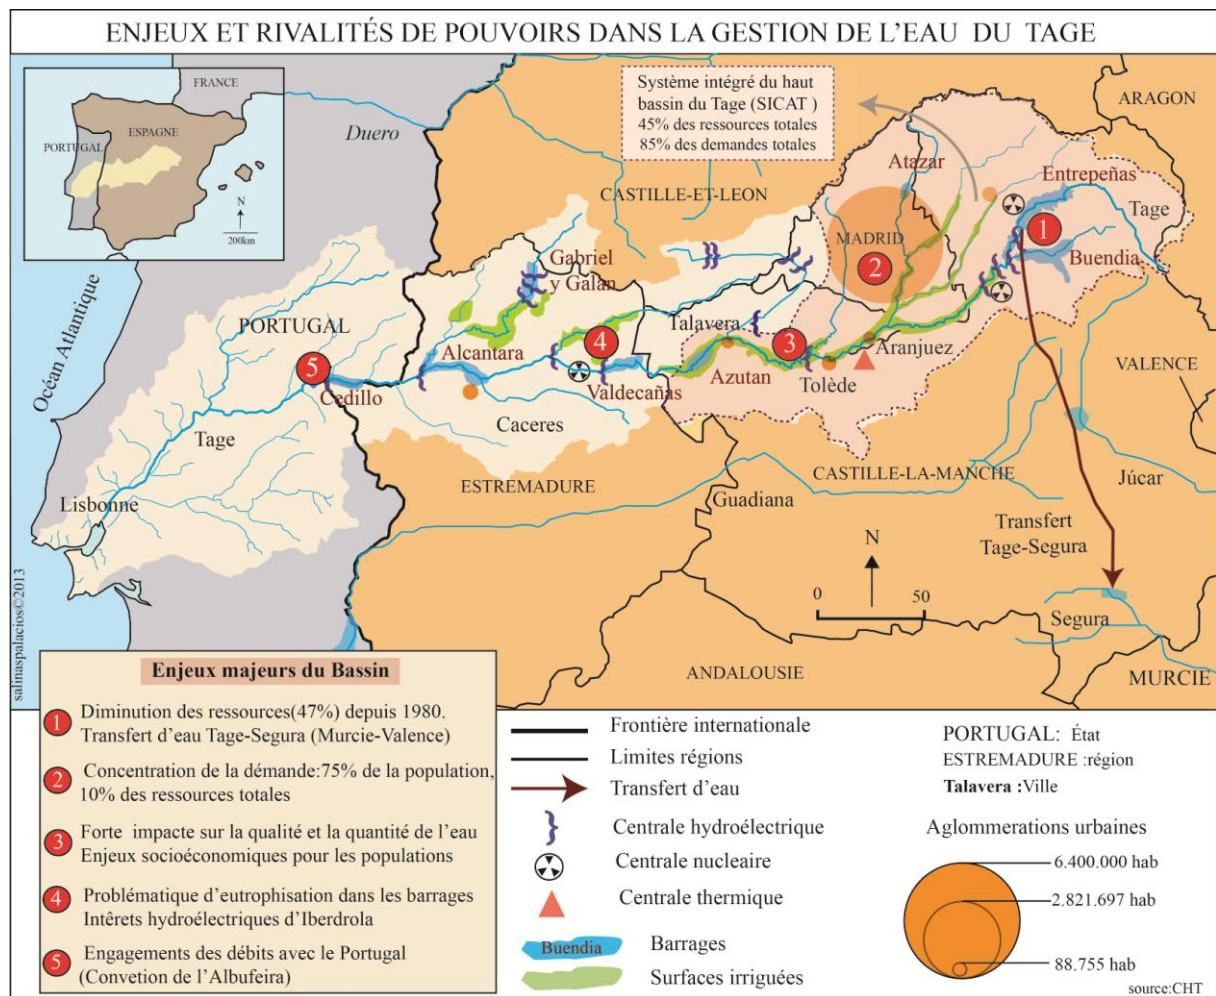 ENJEUX ET RIVALITÉS DE POUVOIRS DANS LA GESTION DE L'EAU DU TAGE
FRANCE
ESPAGNE
PORTUGAL
N
200km
Duero
Système intégré du haut
bassin du Tage (SICAT )
45% des ressources totales
85% des demandes totales
ARAGON
CASTILLE-ET-LEON
Atazar
Entrepeñas
Tage
1
MADRID
2
Buendia
Gabriel
y Galan
Océan Atlantique
PORTUGAL
Talavera
4
3
Alcantara
Aranjuez
5
Cedillo
Valdecañas
Azutan
Tolède
VALENCE
Tage
Caceres
Lisbonne
ESTREMADURE
CASTILLE-LA-MANCHE
Guadiana
Júcar
N
Transfert
Tage-Segura
0
50
Segura
ANDALOUSIE
MURCIE
salinaspalacios©2013
Enjeux majeurs du Bassin
1 Diminution des ressources(47%) depuis 1980.
Transfert d'eau Tage-Segura (Murcie-Valence)
2 Concentration de la démande:75% de la population,
10% des ressources totales
3 Forte impacte sur la qualité et la quantité de l'eau
Enjeux socioéconomiques pour les populations
4 Problématique d'eutrophisation dans les barrages
Intêrets hydroélectriques d'Iberdrola
5 Engagements des débits avec le Portugal
(Convetion de l'Albufeira)
Frontière internationale
Limites régions
Transfert d'eau
Centrale hydroélectrique
Centrale nucleaire
Centrale thermique
Buendia
Barrages
Surfaces irriguées
PORTUGAL: État
ESTREMADURE :région
Talavera :Ville
Aglommerations urbaines
6.400.000 hab
2.821.697 hab
88.755 hab
source:CHT